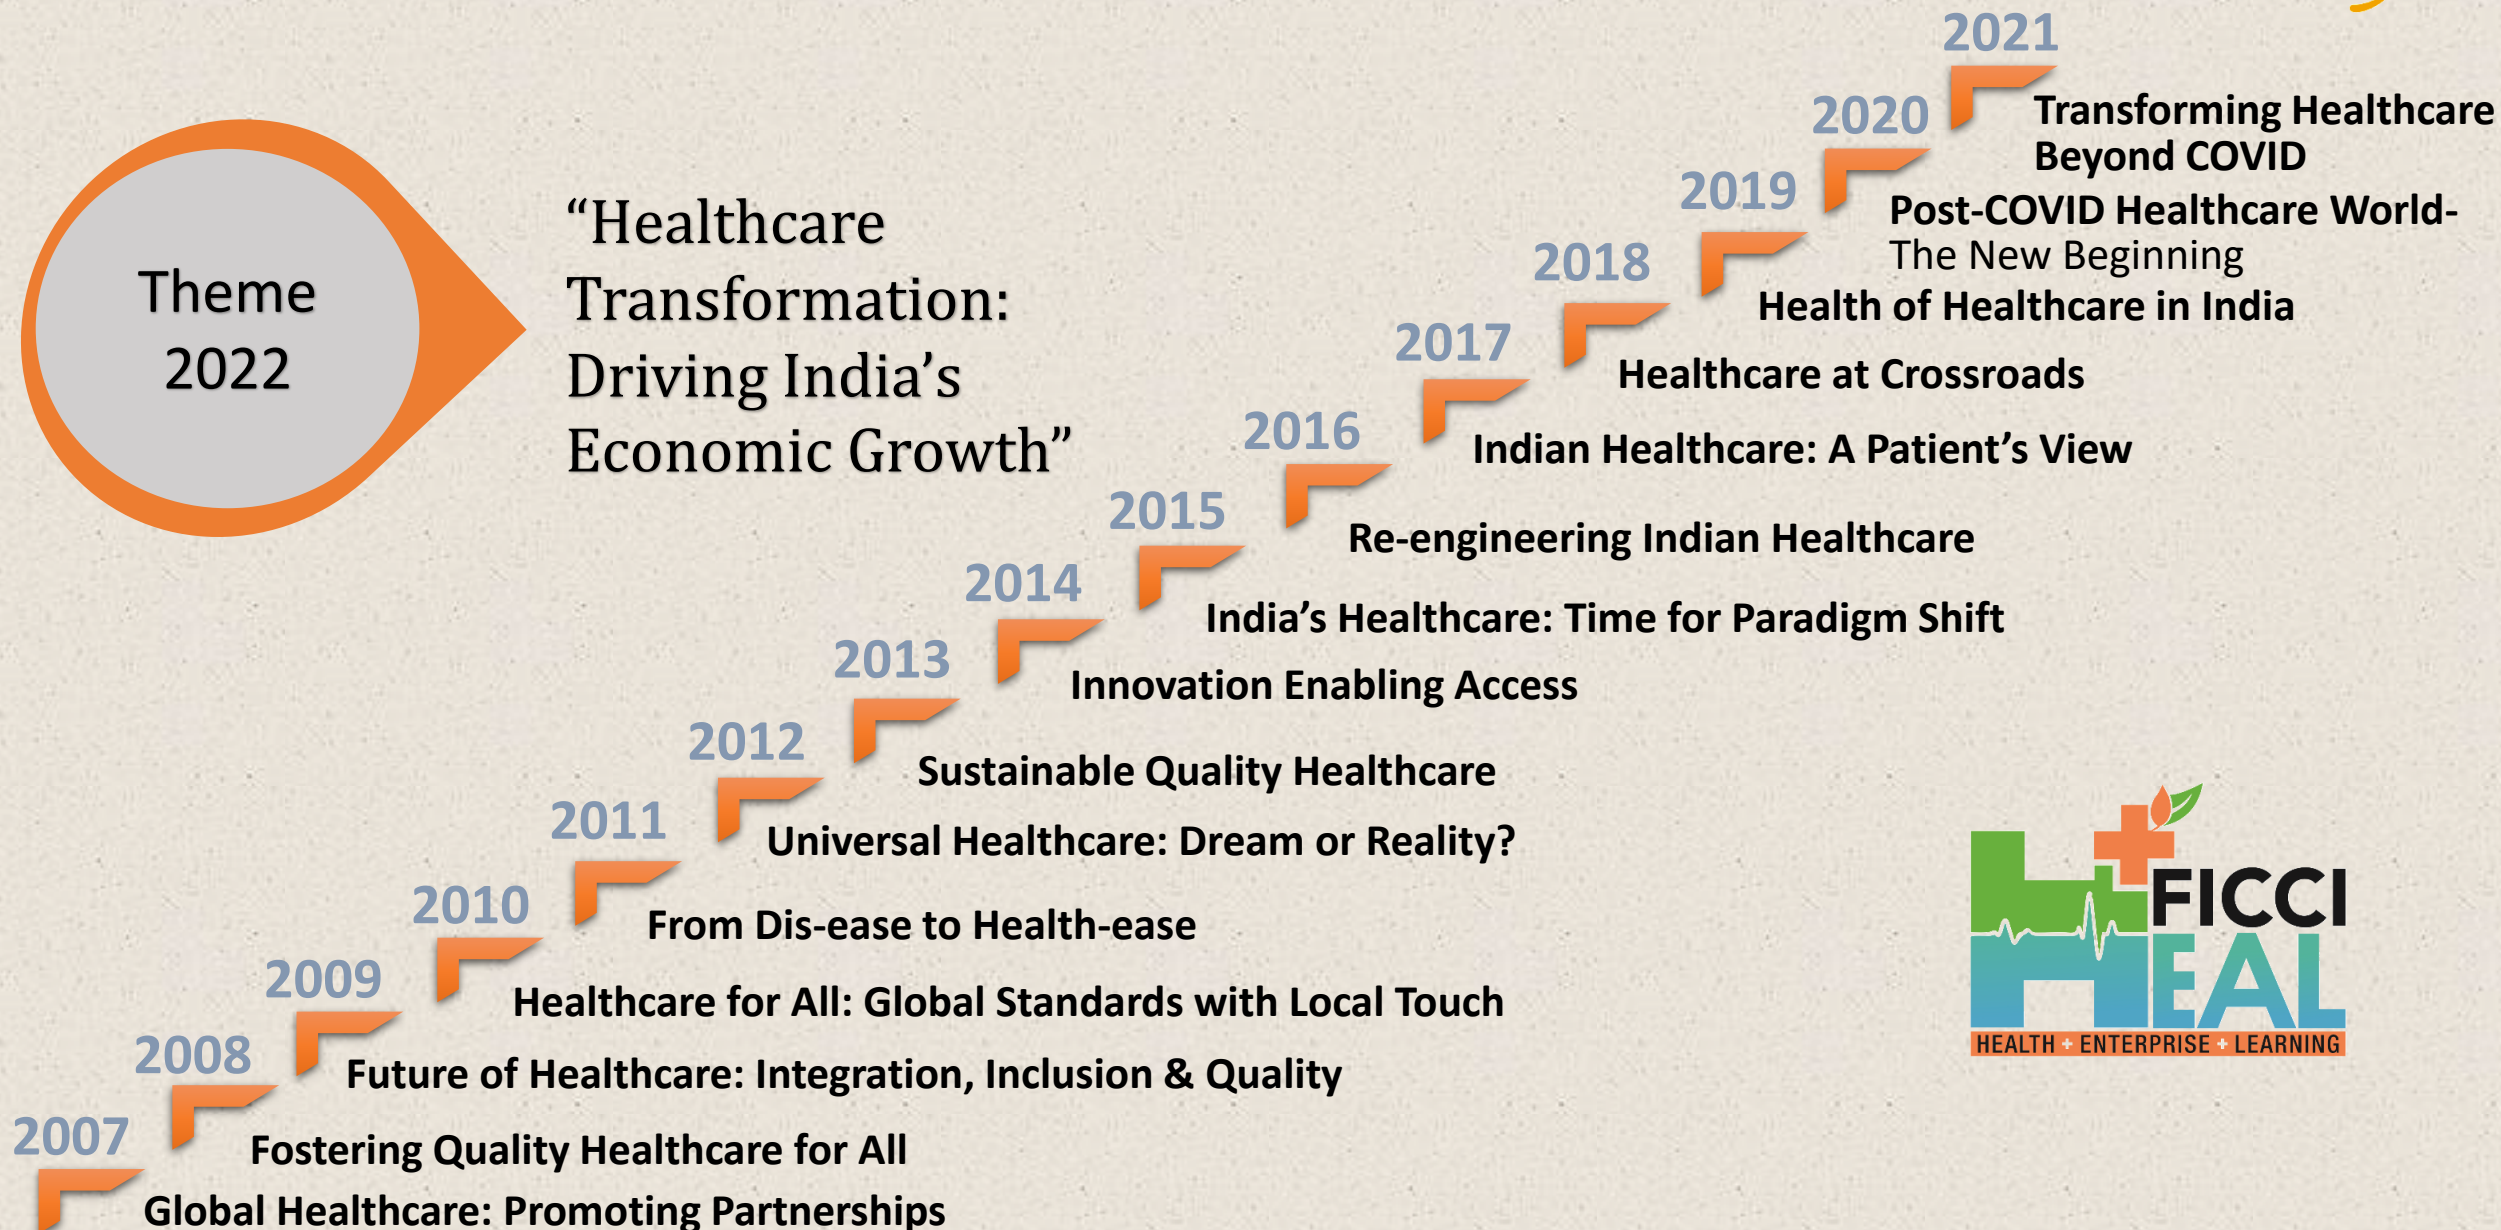 Theme
2022
“Healthcare
Transformation:
Driving India’s
Economic Growth”
2021
Transforming Healthcare
Beyond COVID
2020
Post-COVID Healthcare World-
The New Beginning
2019
Health of Healthcare in India
2018
Healthcare at Crossroads
2017
Indian Healthcare: A Patient’s View
2016
Re-engineering Indian Healthcare
2015
India’s Healthcare: Time for Paradigm Shift
2014
Innovation Enabling Access
2013
Sustainable Quality Healthcare
2012
Universal Healthcare: Dream or Reality?
2011
From Dis-ease to Health-ease
2010
Healthcare for All: Global Standards with Local Touch
2009
Future of Healthcare: Integration, Inclusion & Quality
2008
Fostering Quality Healthcare for All
2007
Global Healthcare: Promoting Partnerships
FICCI
HEAL
HEALTH + ENTERPRISE + LEARNING